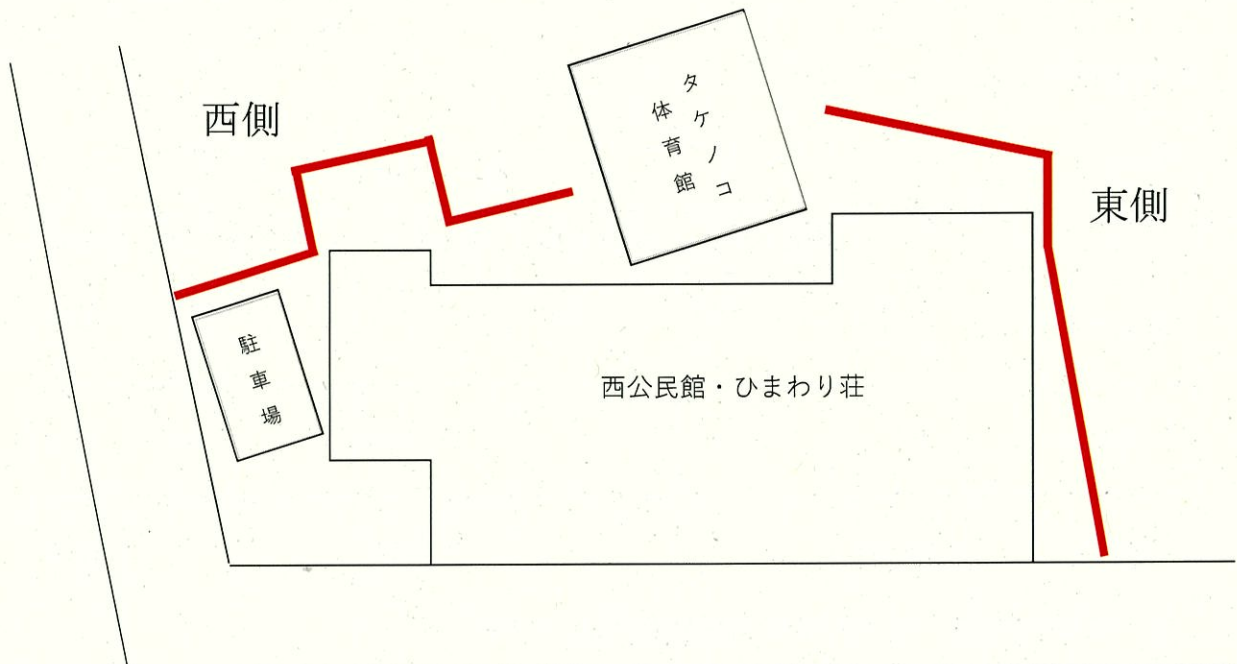 西側
タケノコ
体育館
東側
駐車場
西公民館・ひまわり荘